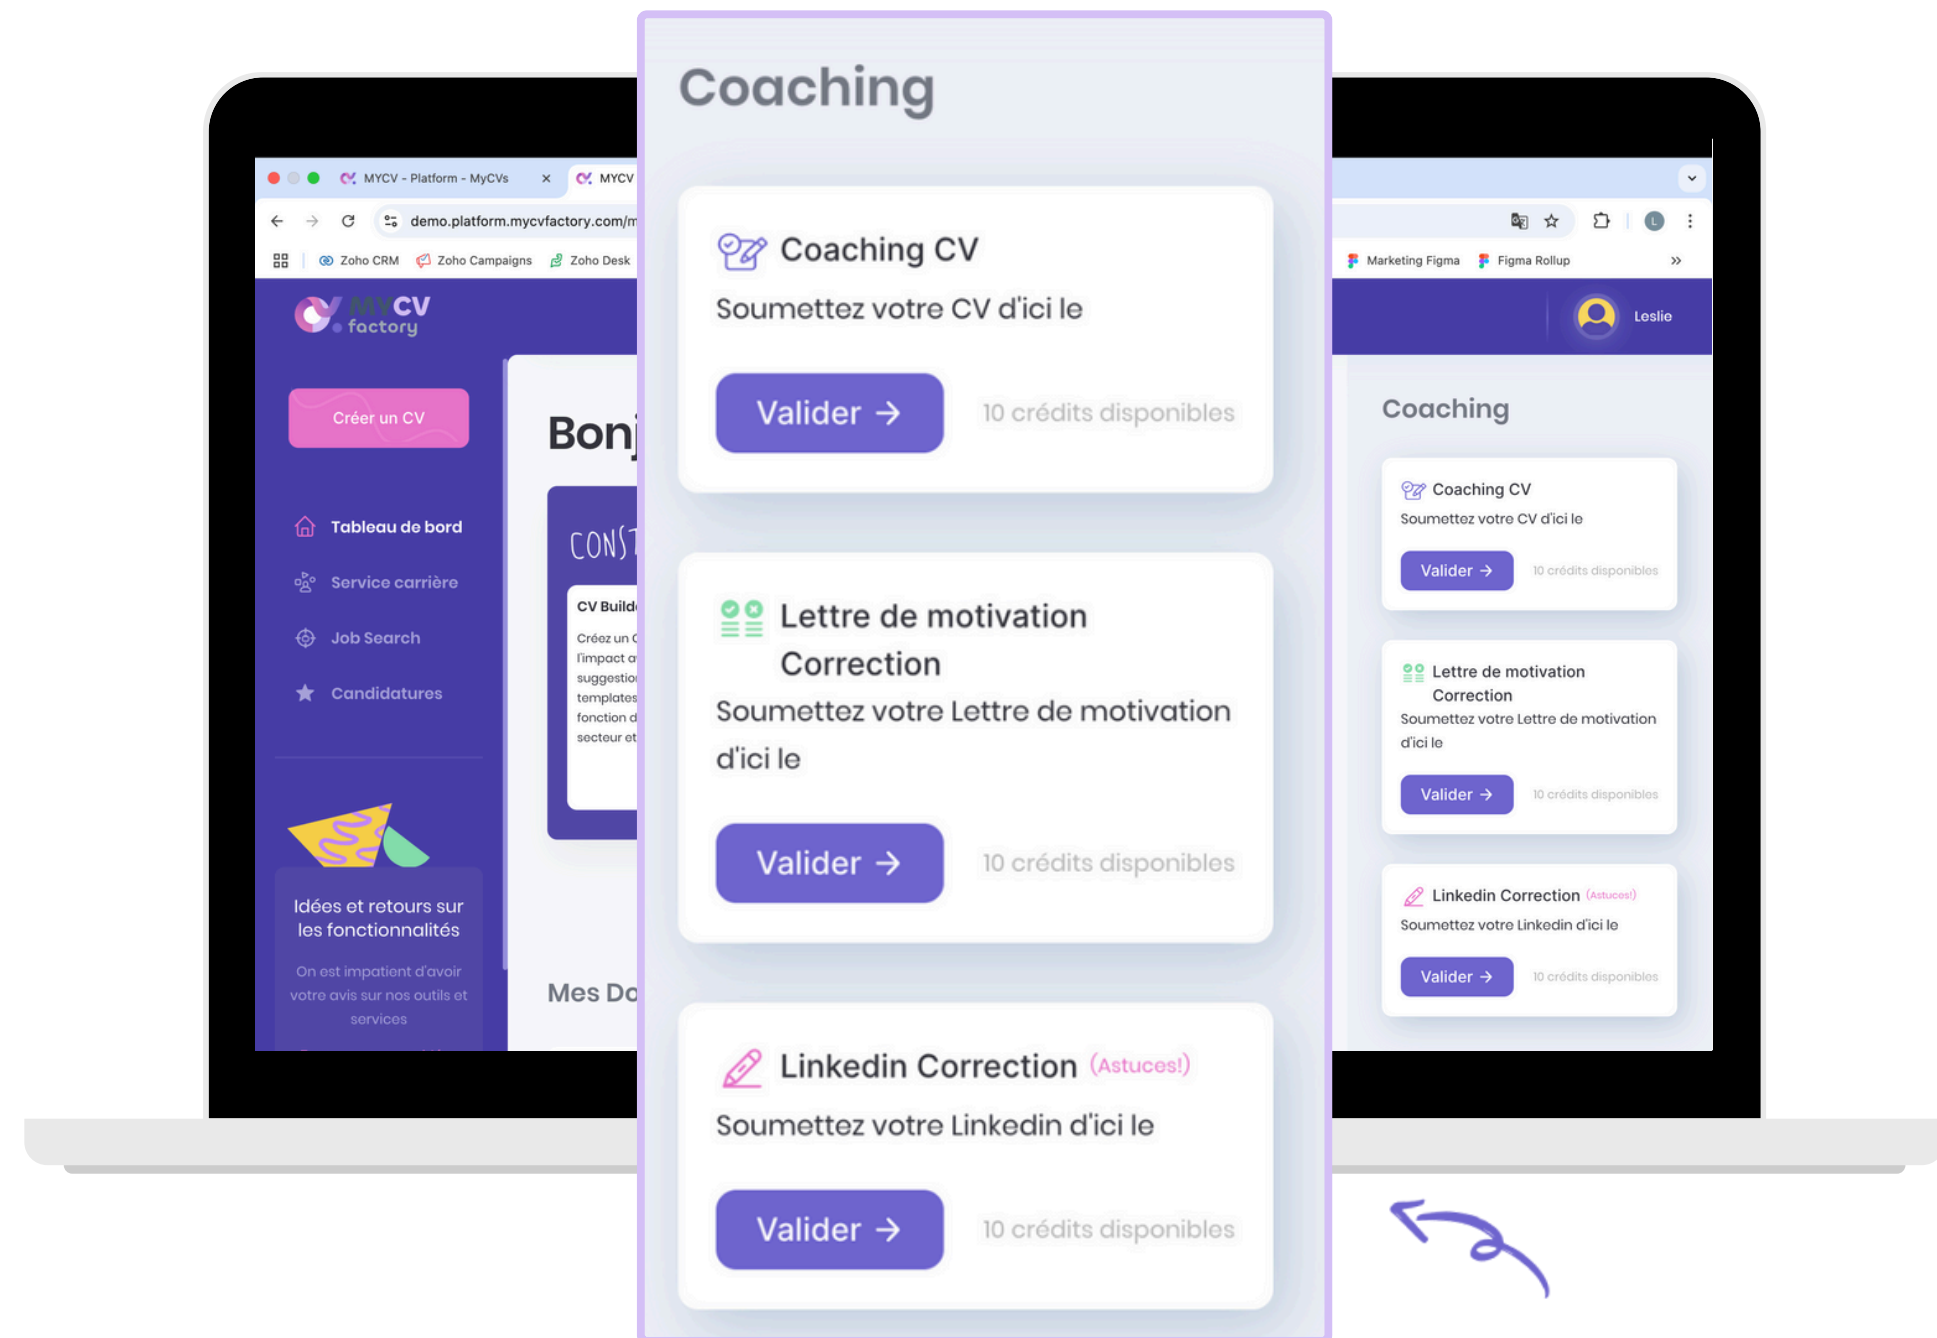 MYCV - Platform - MyCVs
MYCV
demo.platform.mycvfactory.com/m
Zoho CRM
Zoho Campaigns
Zoho Desk
Marketing Figma
Figma Rollup
L
MYCV
factory
Leslie
Créer un CV
Tableau de bord
Service carrière
Job Search
Candidatures
Idées et retours sur
les fonctionnalités
On est impatient d'avoir
votre avis sur nos outils et
services
Bonj
CONST
CV Builde
Créez un C
l'impact a
suggestio
templates
fonction d
secteur et
Mes Do
Coaching
Coaching CV
Soumettez votre CV d'ici le
Valider →
10 crédits disponibles
Lettre de motivation
Correction
Soumettez votre Lettre de motivation
d'ici le
Valider →
10 crédits disponibles
Linkedin Correction (Astuces!)
Soumettez votre Linkedin d'ici le
Valider →
10 crédits disponibles
Coaching
Coaching CV
Soumettez votre CV d'ici le
Valider →
10 crédits disponibles
Lettre de motivation
Correction
Soumettez votre Lettre de motivation
d'ici le
Valider →
10 crédits disponibles
Linkedin Correction (Astuces!)
Soumettez votre Linkedin d'ici le
Valider →
10 crédits disponibles